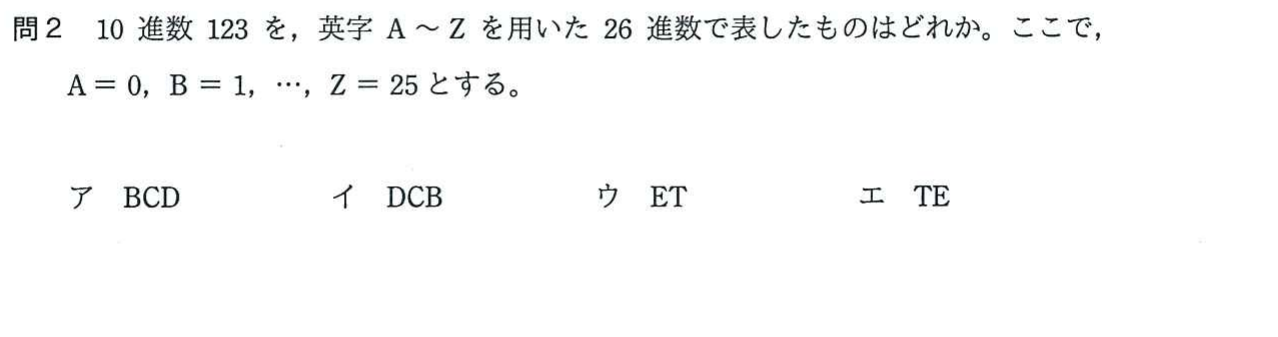 問2 10 進数 123 を，英字 A ～ Z を用いた 26 進数で表したものはどれか。ここで，
A = 0, B = 1, …, Z = 25 とする。
ア BCD イ DCB ウ ET エ TE